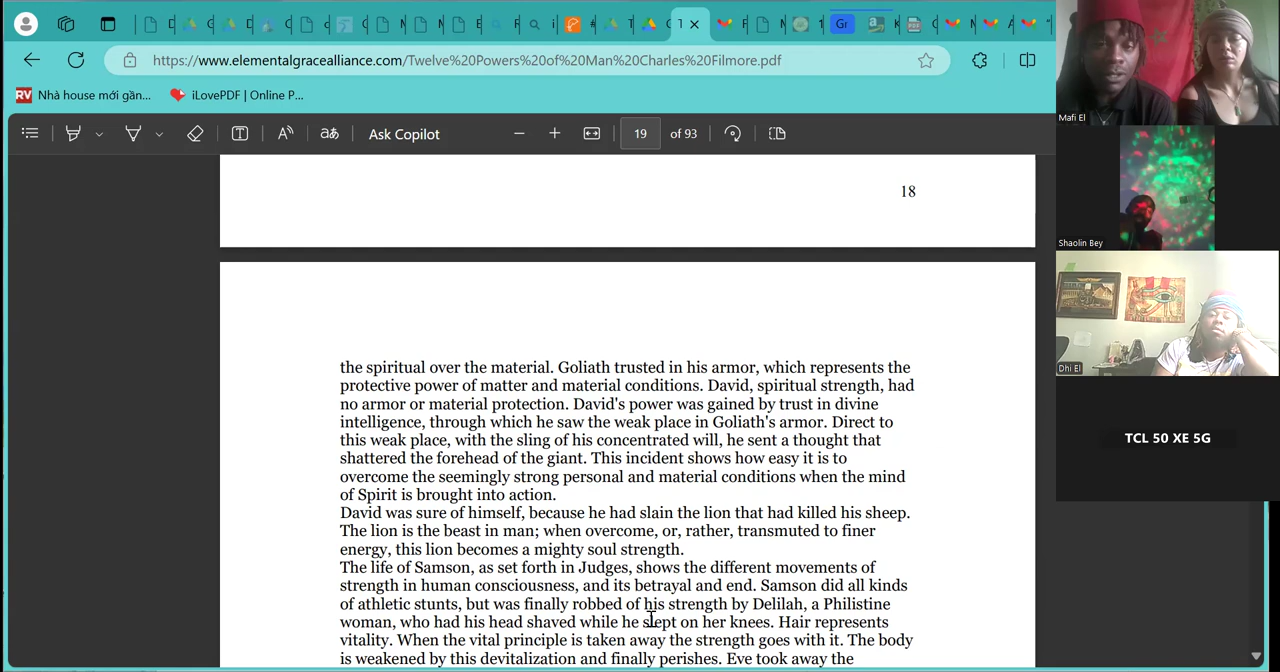 Gr
https://www.elementalgracealliance.com/Twelve%20Powers%20of%20Man%20Charles%20Filmore.pdf
RV Nhà house mới gần... iLovePDF | Online P...
Ask Copilot 19 of 93
18
the spiritual over the material. Goliath trusted in his armor, which represents the
protective power of matter and material conditions. David, spiritual strength, had
no armor or material protection. David's power was gained by trust in divine
intelligence, through which he saw the weak place in Goliath's armor. Direct to
this weak place, with the sling of his concentrated will, he sent a thought that
shattered the forehead of the giant. This incident shows how easy it is to
overcome the seemingly strong personal and material conditions when the mind
of Spirit is brought into action.
David was sure of himself, because he had slain the lion that had killed his sheep.
The lion is the beast in man; when overcome, or, rather, transmuted to finer
energy, this lion becomes a mighty soul strength.
The life of Samson, as set forth in Judges, shows the different movements of
strength in human consciousness, and its betrayal and end. Samson did all kinds
of athletic stunts, but was finally robbed of his strength by Delilah, a Philistine
woman, who had his head shaved while he slept on her knees. Hair represents
vitality. When the vital principle is taken away the strength goes with it. The body
is weakened by this devitalization and finally perishes. Eve took away the
Mafi El
Shaolin Bey
Dhi El
TCL 50 XE 5G